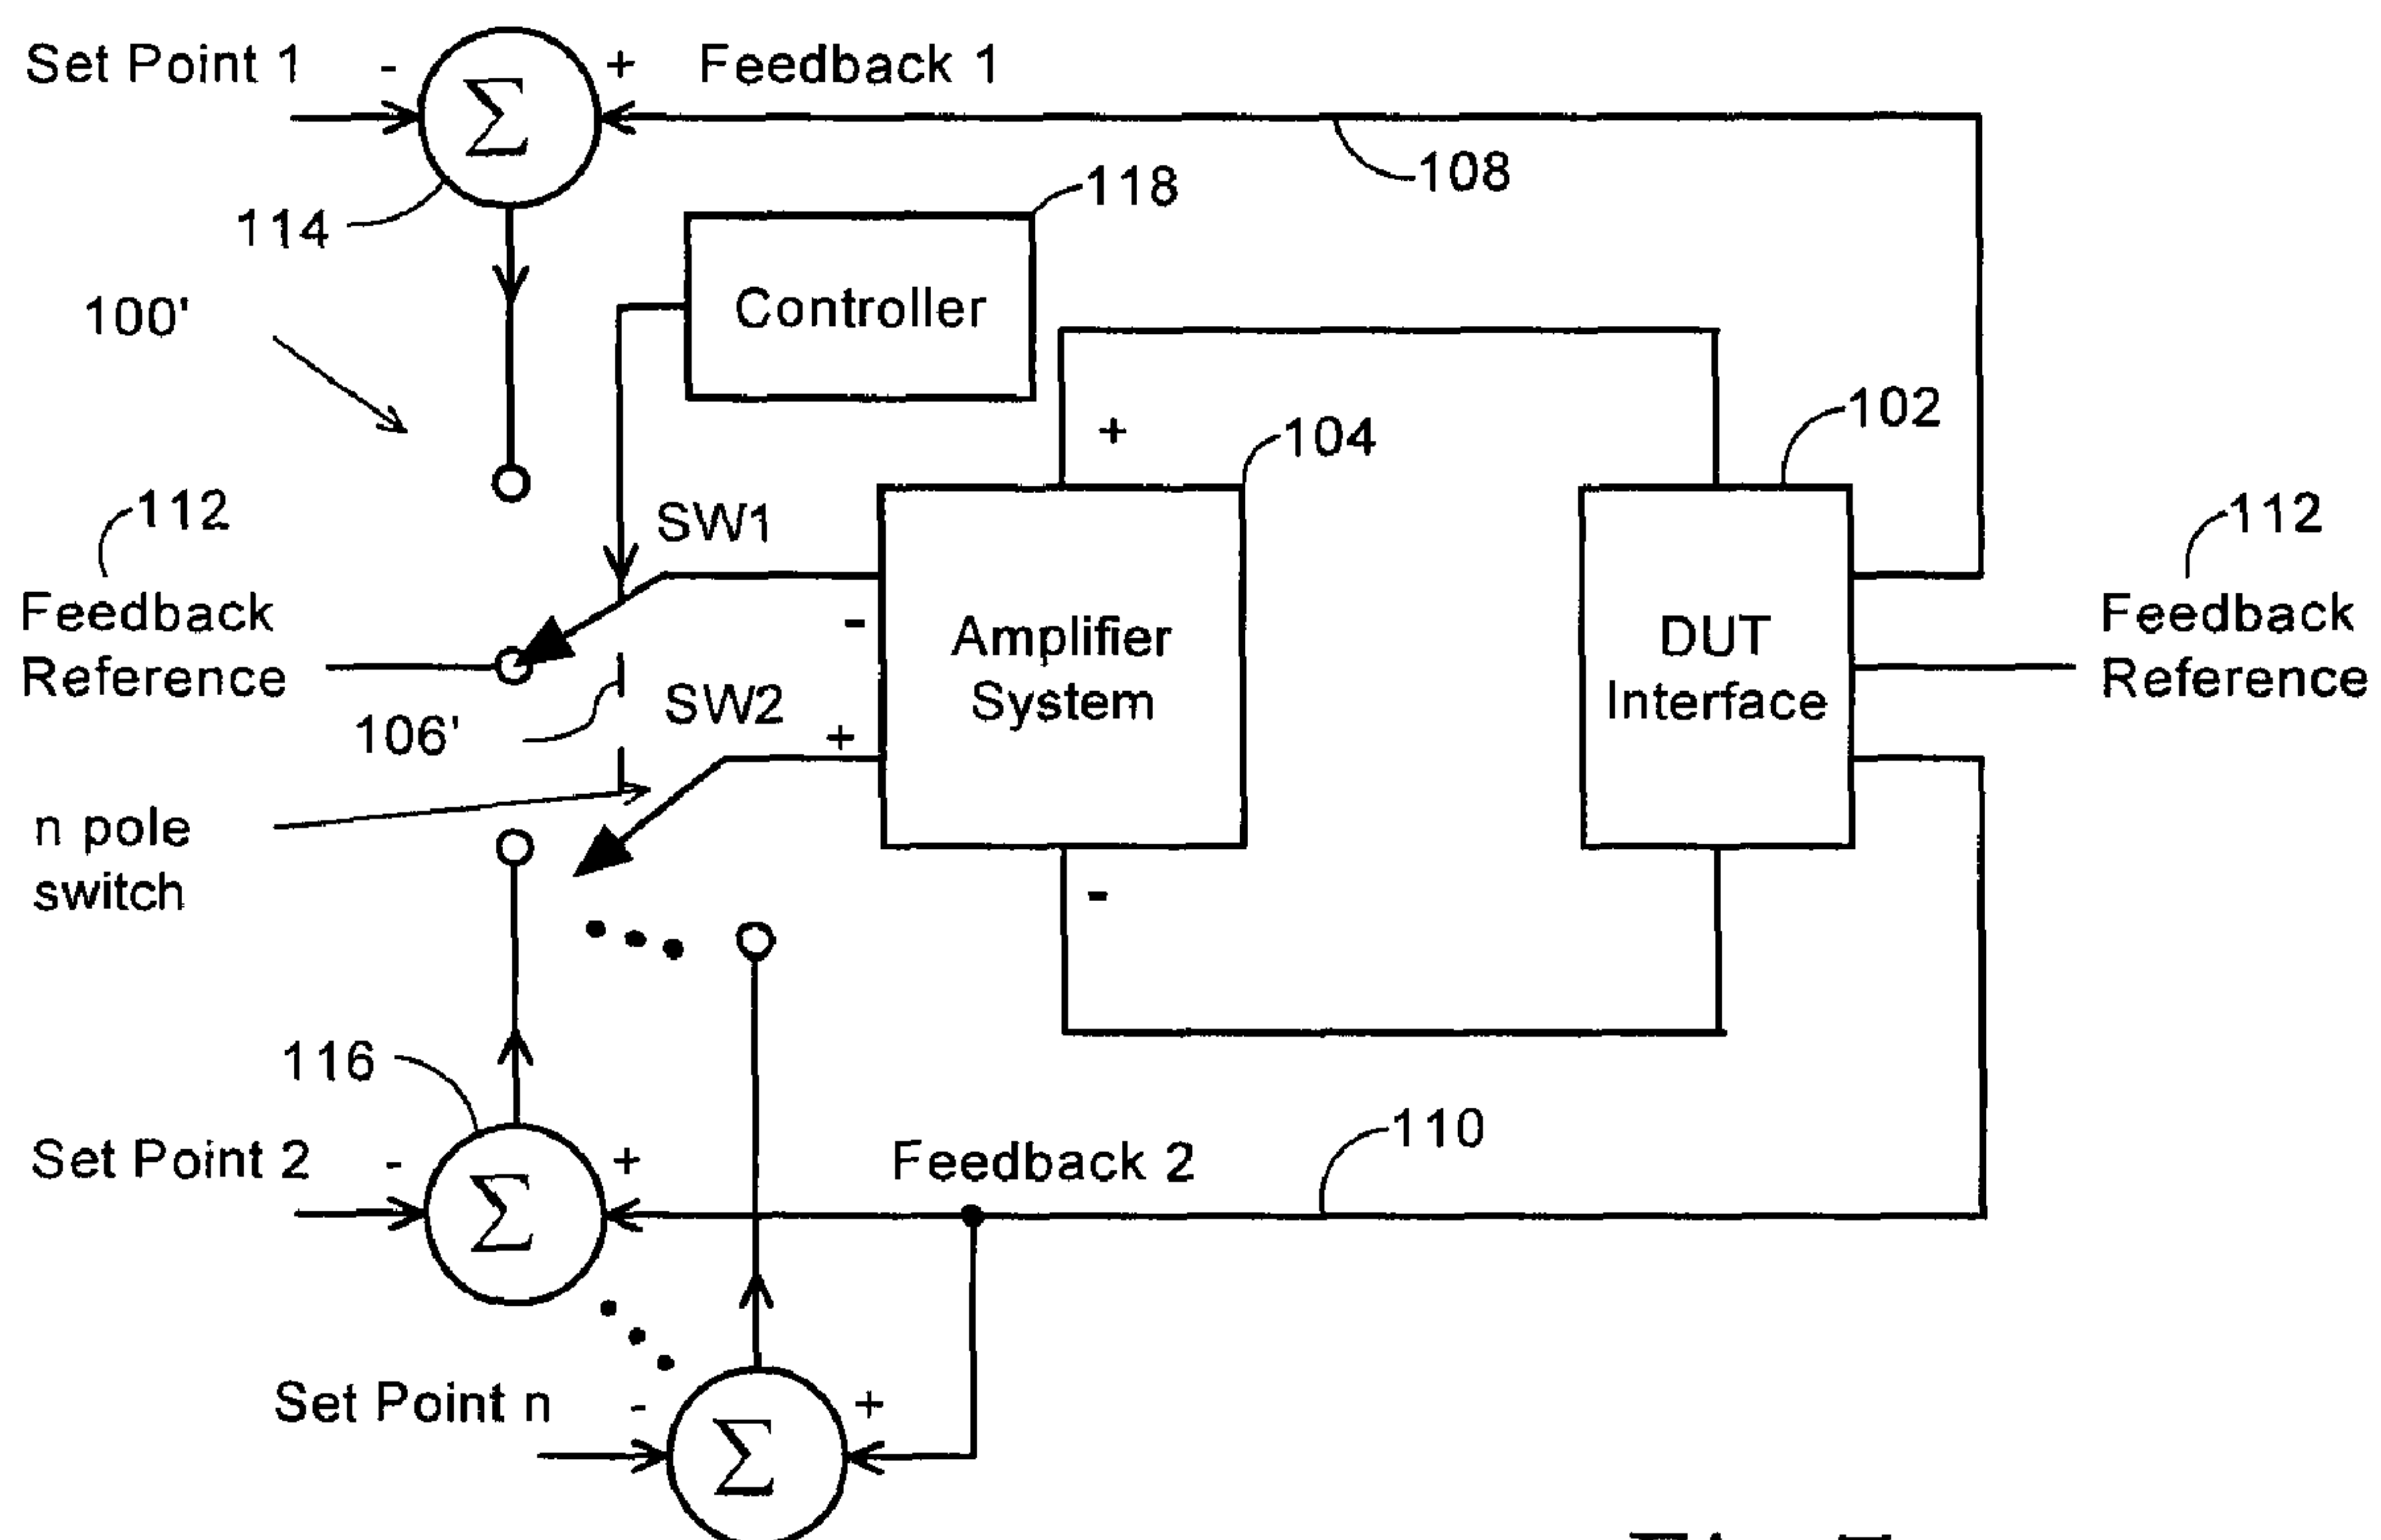 Set Point 1
-
Σ
+
Feedback 1
108
118
114
Controller
100'
+
104
102
112
SW1
112
Feedback
Reference
-
Amplifier
System
DUT
Interface
Feedback
Reference
106'
SW2
+
n pole
switch
-
116
110
Set Point 2
-
Σ
+
Feedback 2
Set Point n
-
Σ
+